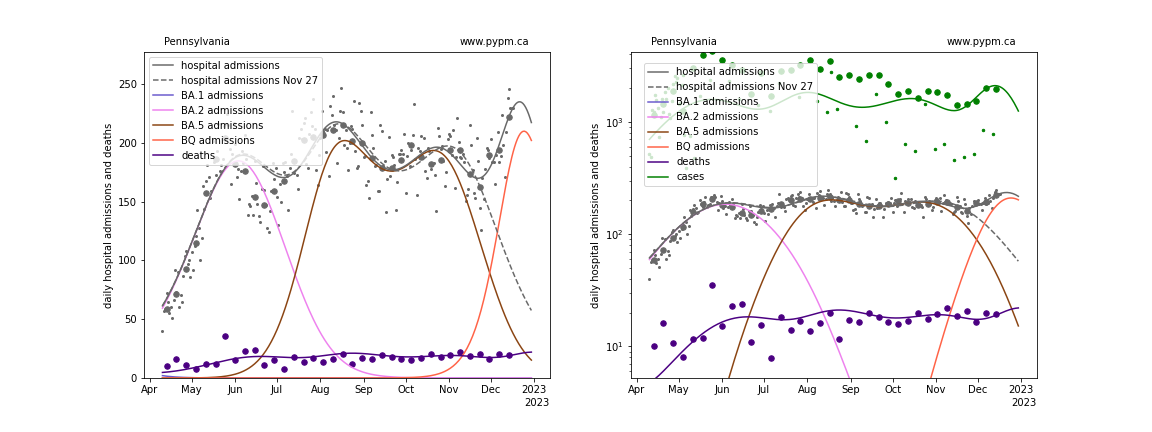 Pennsylvania www.pypm.ca
daily hospital admissions and deaths
250
200
150
100
50
0
hospital admissions
hospital admissions Nov 27
BA.1 admissions
BA.2 admissions
BA.5 admissions
BQ admissions
deaths
Apr May Jun Jul Aug Sep Oct Nov Dec 2023
2023
Pennsylvania www.pypm.ca
daily hospital admissions and deaths
10³
10²
10¹
hospital admissions
hospital admissions Nov 27
BA.1 admissions
BA.2 admissions
BA.5 admissions
BQ admissions
deaths
cases
Apr May Jun Jul Aug Sep Oct Nov Dec 2023
2023